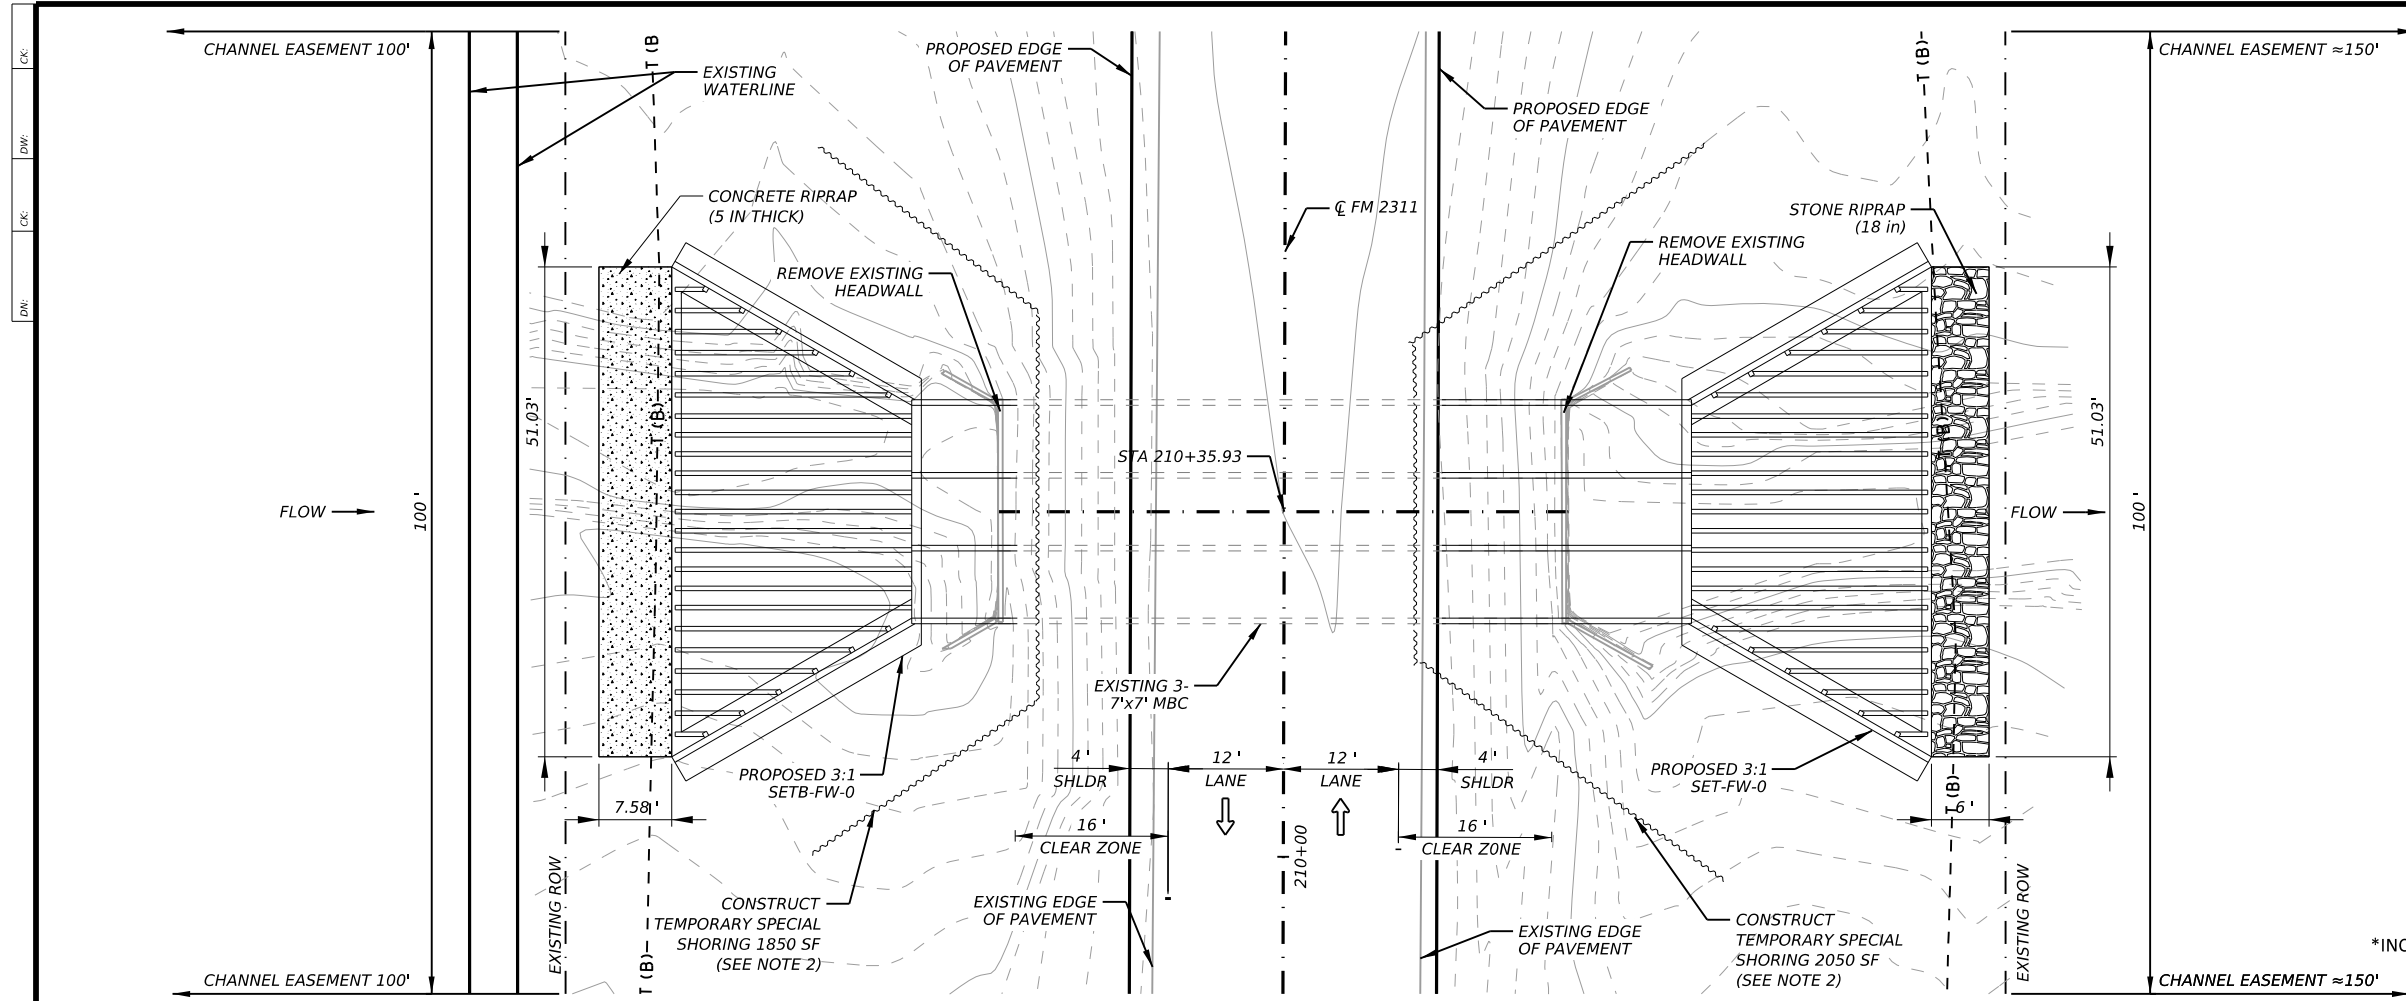 CK:
DW:
CK:
DN:
CHANNEL EASEMENT 100'
EXISTING
WATERLINE
T (B
PROPOSED EDGE
OF PAVEMENT
PROPOSED EDGE
OF PAVEMENT
T (B)
CHANNEL EASEMENT ≈150'
CONCRETE RIPRAP
(5 IN THICK)
℄ FM 2311
STONE RIPRAP
(18 in)
REMOVE EXISTING
HEADWALL
REMOVE EXISTING
HEADWALL
51.03'
T (B)
51.03'
STA 210+35.93
FLOW
100'
FLOW
100'
EXISTING 3-
7'x7' MBC
PROPOSED 3:1
SETB-FW-0
4'
SHLDR
12'
LANE
12'
LANE
4'
SHLDR
PROPOSED 3:1
SET-FW-0
7.58'
T (B)
6'
16'
CLEAR ZONE
16'
CLEAR Z0NE
210+00
EXISTING ROW
CONSTRUCT
TEMPORARY SPECIAL
SHORING 1850 SF
(SEE NOTE 2)
EXISTING EDGE
OF PAVEMENT
EXISTING EDGE
OF PAVEMENT
CONSTRUCT
TEMPORARY SPECIAL
SHORING 2050 SF
(SEE NOTE 2)
EXISTING ROW
*INC
T (B)
CHANNEL EASEMENT 100'
CHANNEL EASEMENT ≈150'